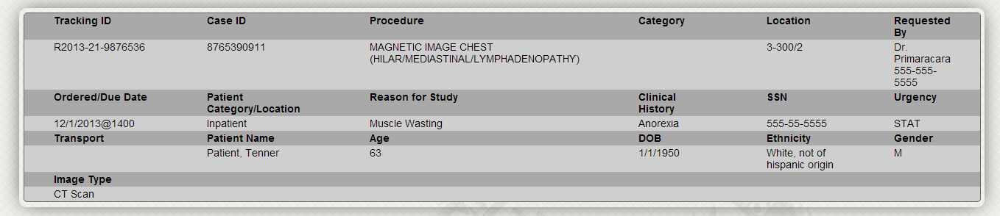 Tracking ID Case ID Procedure Category Location Requested By
R2013-21-9876536 8765390911 MAGNETIC IMAGE CHEST (HILAR/MEDIASTINAL/LYMPHADENOPATHY) 3-300/2 Dr. Primaracara 555-555-5555
Ordered/Due Date Patient Category/Location Reason for Study Clinical History SSN Urgency
12/1/2013@1400 Inpatient Muscle Wasting Anorexia 555-55-5555 STAT
Transport Patient Name Age DOB Ethnicity Gender
Patient, Tenner 63 1/1/1950 White, not of hispanic origin M
Image Type
CT Scan